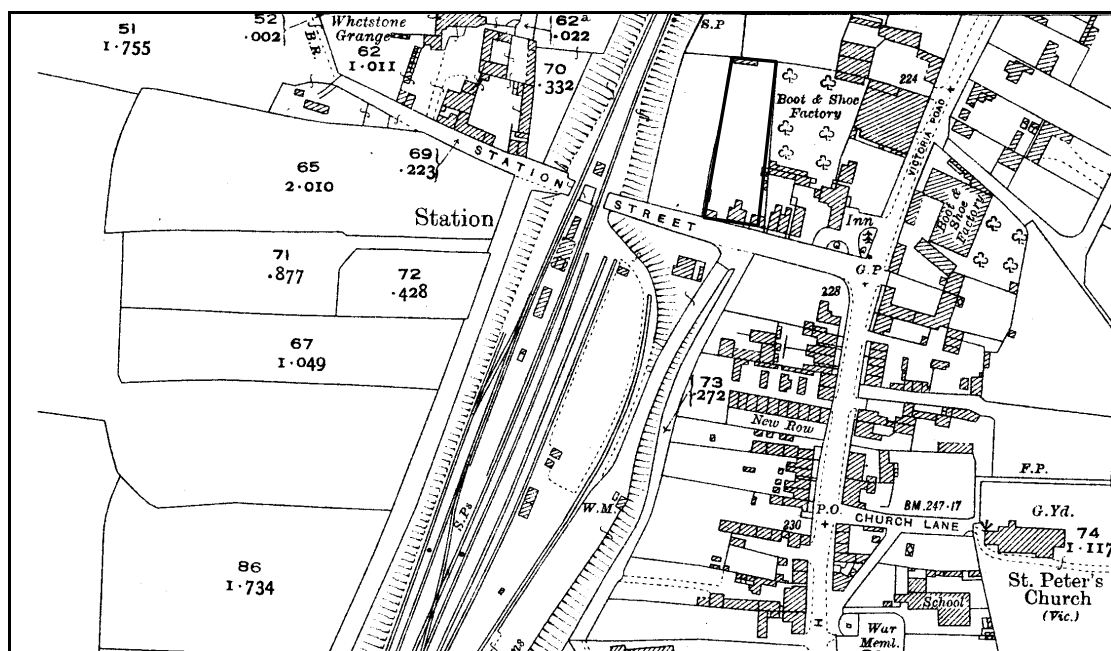 51
1·755
52
·002
B.R.
Whetstone
Grange
62
1·011
62a
·022
70
·332
S.P
Boot & Shoe
Factory
224
VICTORIA ROAD
65
2·010
69
·223
STATION
STREET
Station
Inn
Boot &
Shoe
Factory
G.P
71
·877
72
·428
228
67
1·049
73
·272
New Row
F.P.
S.Ps
W.M.
P.O.
230
BM.247·17
CHURCH LANE
G.Yd.
74
1·117
86
1·734
St. Peter's
Church
(Vic.)
School
War
Meml.